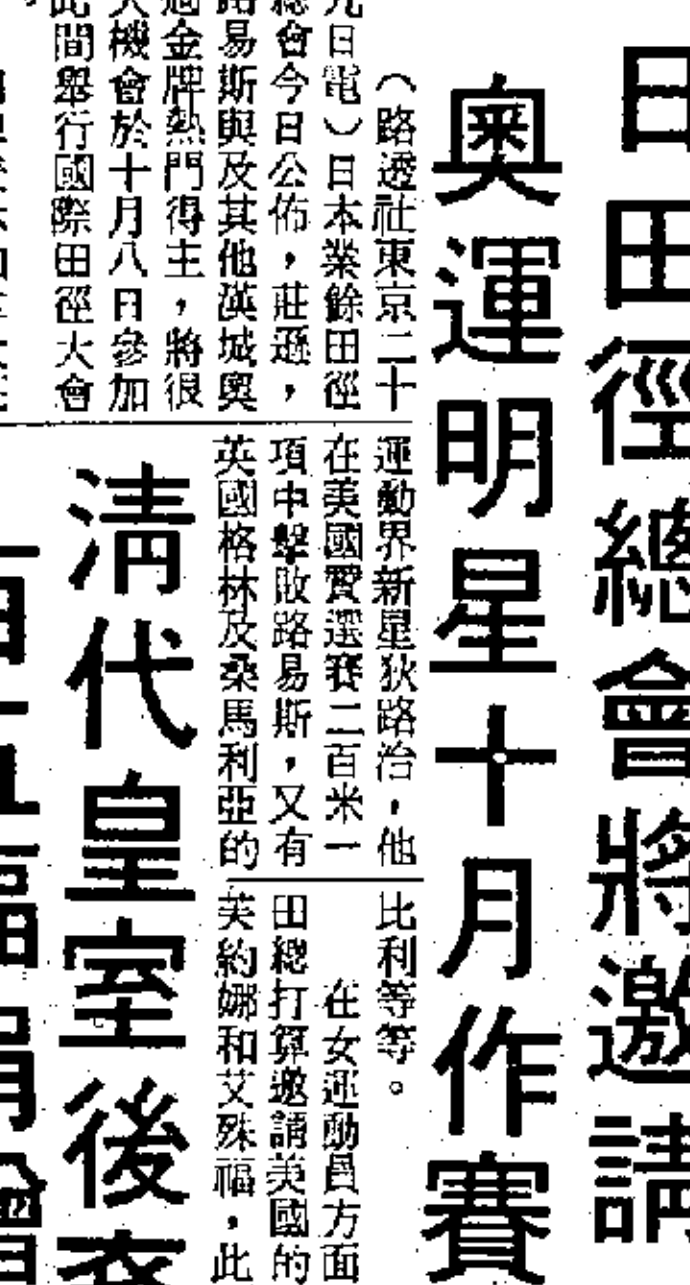 日田徑總會將邀請
奧運明星十月作賽
（路透社東京二十
九日電）日本業餘田徑
總會今日公佈，莊遜，
路易斯與及其他漢城奧
運金牌熱門得主，將很
大機會於十月八日參加
此間舉行國際田徑大會
。
運動界新星狄路治，他
在美國賽選賽二百米一
項中擊敗路易斯，又有
英國格林及桑馬利亞的
比利等等。
在女運動員方面
田總打算邀請美國的
芙約娜和艾殊福，此
清代皇室後裔